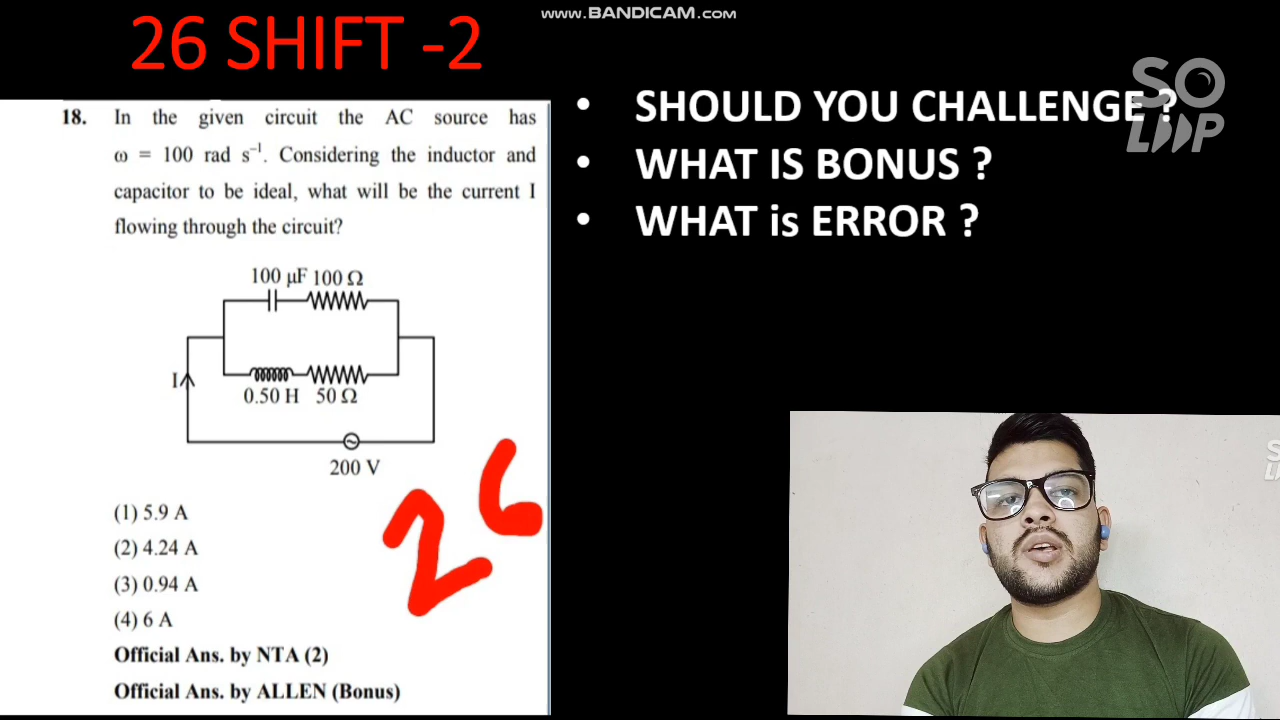 www.BANDICAM.com
26 SHIFT -2
SO
LOOP
• SHOULD YOU CHALLENGE ?
• WHAT IS BONUS ?
• WHAT is ERROR ?
18. In the given circuit the AC source has
ω = 100 rad s⁻¹. Considering the inductor and
capacitor to be ideal, what will be the current I
flowing through the circuit?
100 μF 100 Ω
I
0.50 H 50 Ω
200 V
(1) 5.9 A
(2) 4.24 A
(3) 0.94 A
(4) 6 A
Official Ans. by NTA (2)
Official Ans. by ALLEN (Bonus)
26